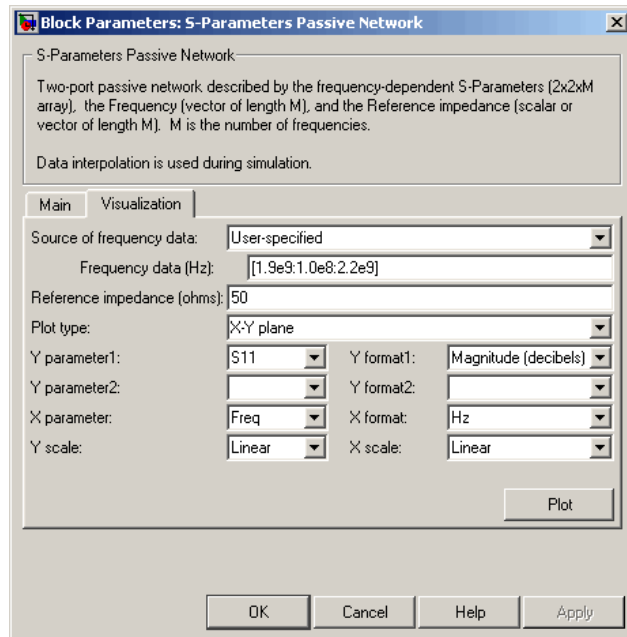 Block Parameters: S-Parameters Passive Network
S-Parameters Passive Network
Two-port passive network described by the frequency-dependent S-Parameters (2x2xM
array), the Frequency (vector of length M), and the Reference impedance (scalar or
vector of length M). M is the number of frequencies.
Data interpolation is used during simulation.
Main Visualization
Source of frequency data: User-specified
Frequency data (Hz): [1.9e9:1.0e8:2.2e9]
Reference impedance (ohms): 50
Plot type: X-Y plane
Y parameter1: S11 Y format1: Magnitude (decibels)
Y parameter2: Y format2:
X parameter: Freq X format: Hz
Y scale: Linear X scale: Linear
Plot
OK Cancel Help Apply